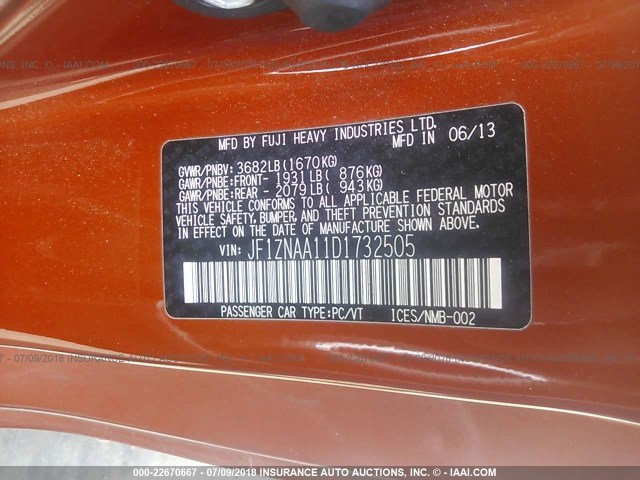 MFD BY FUJI HEAVY INDUSTRIES LTD.
MFD IN 06/13
GVWR/PNBV: 3682LB(1670KG)
GAWR/PNBE:FRONT- 1931LB( 876KG)
GAWR/PNBE:REAR - 2079LB( 943KG)
THIS VEHICLE CONFORMS TO ALL APPLICABLE FEDERAL MOTOR
VEHICLE SAFETY, BUMPER, AND THEFT PREVENTION STANDARDS
IN EFFECT ON THE DATE OF MANUFACTURE SHOWN ABOVE.
VIN: JF1ZNAA11D1732505
PASSENGER CAR TYPE:PC/VT ICES/NMB-002
000-22670667 - 07/09/2018 INSURANCE AUTO AUCTIONS, INC. © - IAAI.COM